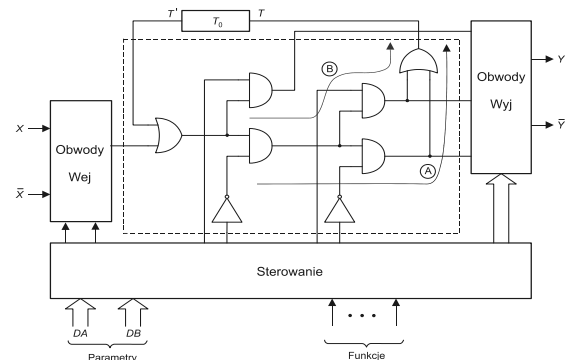 T' T₀ T
B
Obwody Wyj
Y
Y̅
X
X̅
Obwody Wej
A
Sterowanie
DA DB
• • •
Parametry
Funkcje